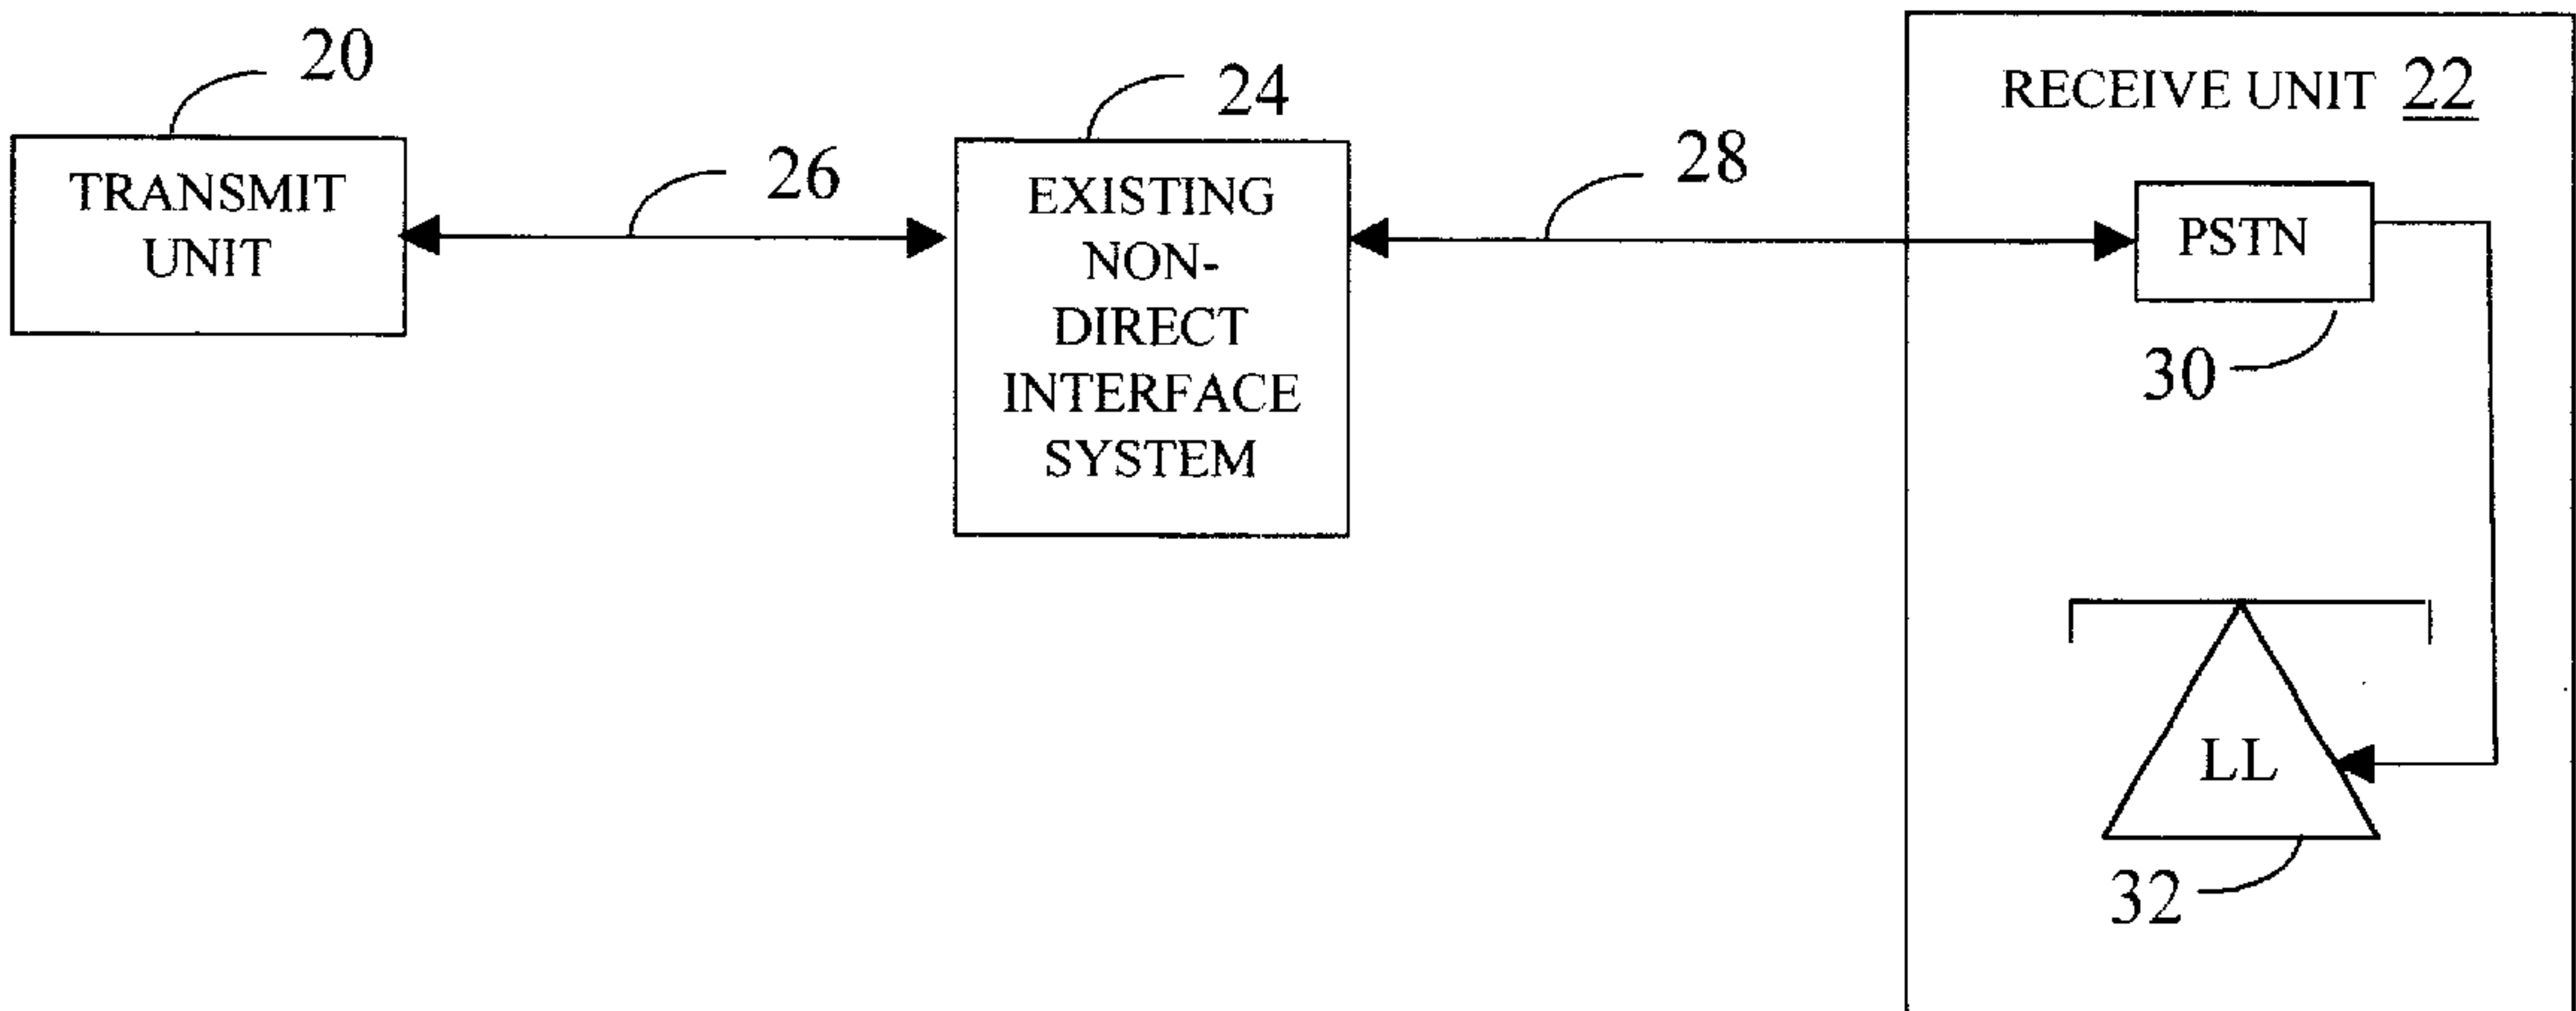 20
TRANSMIT
UNIT
26
24
EXISTING
NON-
DIRECT
INTERFACE
SYSTEM
28
RECEIVE UNIT 22
PSTN
30
LL
32